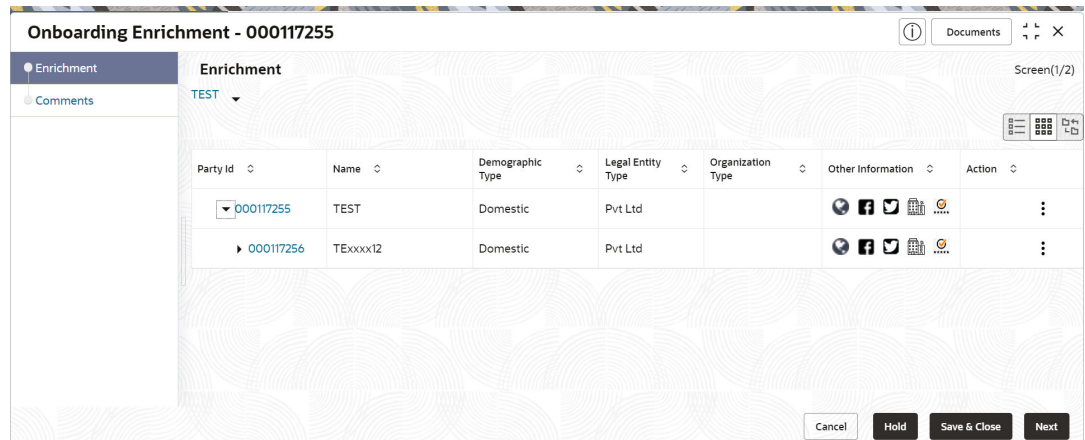 Onboarding Enrichment - 000117255
Documents
Enrichment
Comments
Enrichment
Screen(1/2)
TEST
Party Id Name Demographic Type Legal Entity Type Organization Type Other Information Action
000117255 TEST Domestic Pvt Ltd
000117256 TExxxx12 Domestic Pvt Ltd
Cancel Hold Save & Close Next